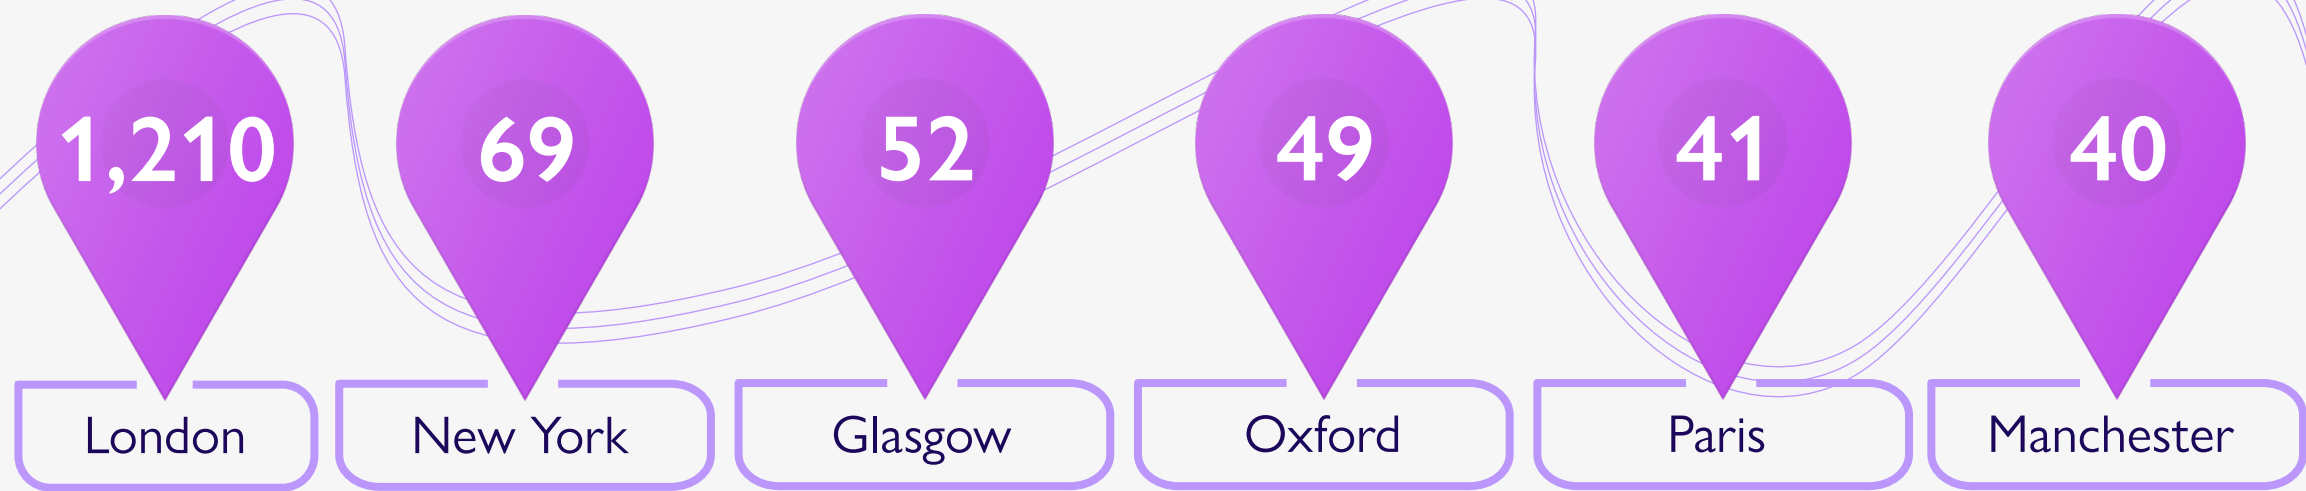 1,210
London
69
New York
52
Glasgow
49
Oxford
41
Paris
40
Manchester